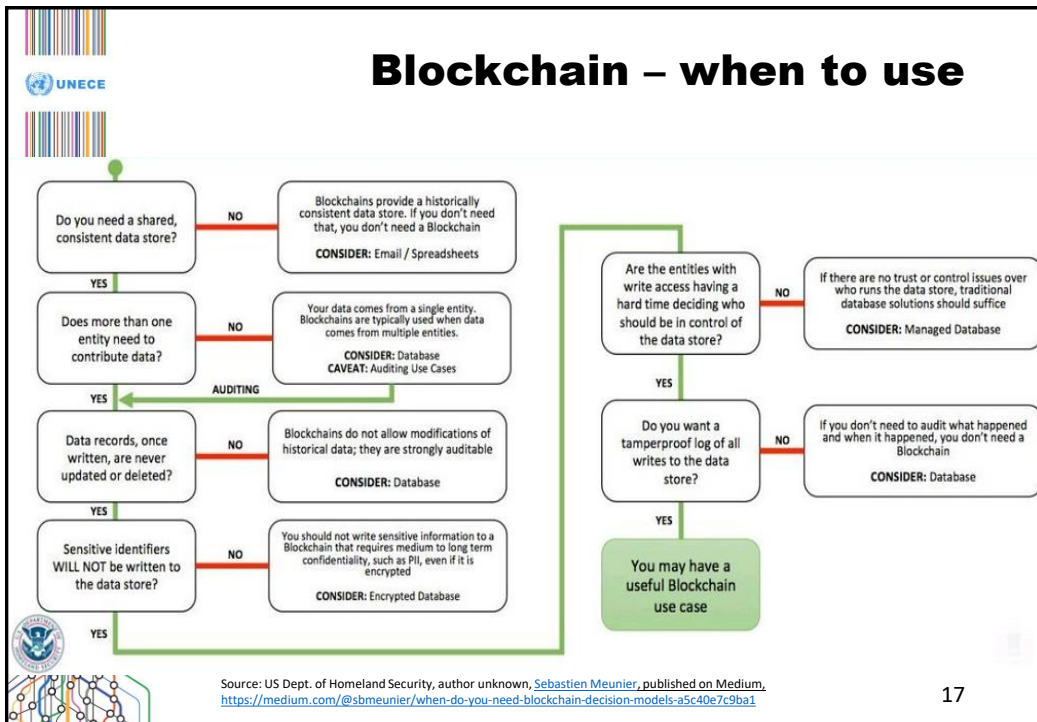 UNECE
Blockchain – when to use
Do you need a shared,
consistent data store?
NO
Blockchains provide a historically
consistent data store. If you don't need
that, you don't need a Blockchain
CONSIDER: Email / Spreadsheets
YES
Does more than one
entity need to
contribute data?
NO
Your data comes from a single entity.
Blockchains are typically used when data
comes from multiple entities.
CONSIDER: Database
CAVEAT: Auditing Use Cases
AUDITING
YES
Data records, once
written, are never
updated or deleted?
NO
Blockchains do not allow modifications of
historical data; they are strongly auditable
CONSIDER: Database
YES
Sensitive identifiers
WILL NOT be written to
the data store?
NO
You should not write sensitive information to a
Blockchain that requires medium to long term
confidentiality, such as PII, even if it is
encrypted
CONSIDER: Encrypted Database
YES
Are the entities with
write access having a
hard time deciding who
should be in control of
the data store?
NO
If there are no trust or control issues over
who runs the data store, traditional
database solutions should suffice
CONSIDER: Managed Database
YES
Do you want a
tamperproof log of all
writes to the data
store?
NO
If you don't need to audit what happened
and when it happened, you don't need a
Blockchain
CONSIDER: Database
YES
You may have a
useful Blockchain
use case
Source: US Dept. of Homeland Security, author unknown, Sebastien Meunier, published on Medium,
https://medium.com/@sbmeunier/when-do-you-need-blockchain-decision-models-a5c40e7c9ba1
17